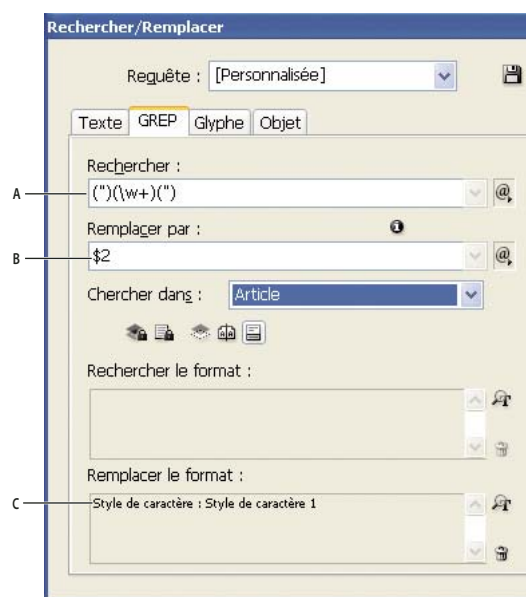 Rechercher/Remplacer
Requête : [Personnalisée]
Texte GREP Glyphe Objet
Rechercher :
A (")(\w+)(") @
Remplacer par :
B $2 @
Chercher dans : Article
Rechercher le format :
Remplacer le format :
C Style de caractère : Style de caractère 1